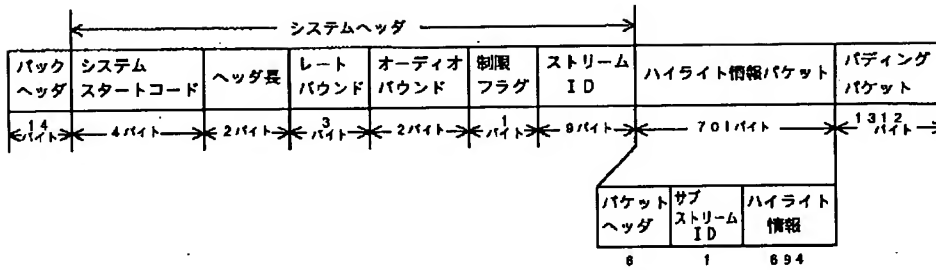 システムヘッダ
パック
ヘッダ
システム
スタートコード
ヘッダ長
レート
バウンド
オーディオ
バウンド
制限
フラグ
ストリーム
ID
ハイライト情報パケット
パディング
パケット
14
バイト
4バイト
2バイト
3
バイト
2バイト
1
バイト
9バイト
701バイト
1312
バイト
パケット
ヘッダ
サブ
ストリーム
ID
ハイライト
情報
6
1
694